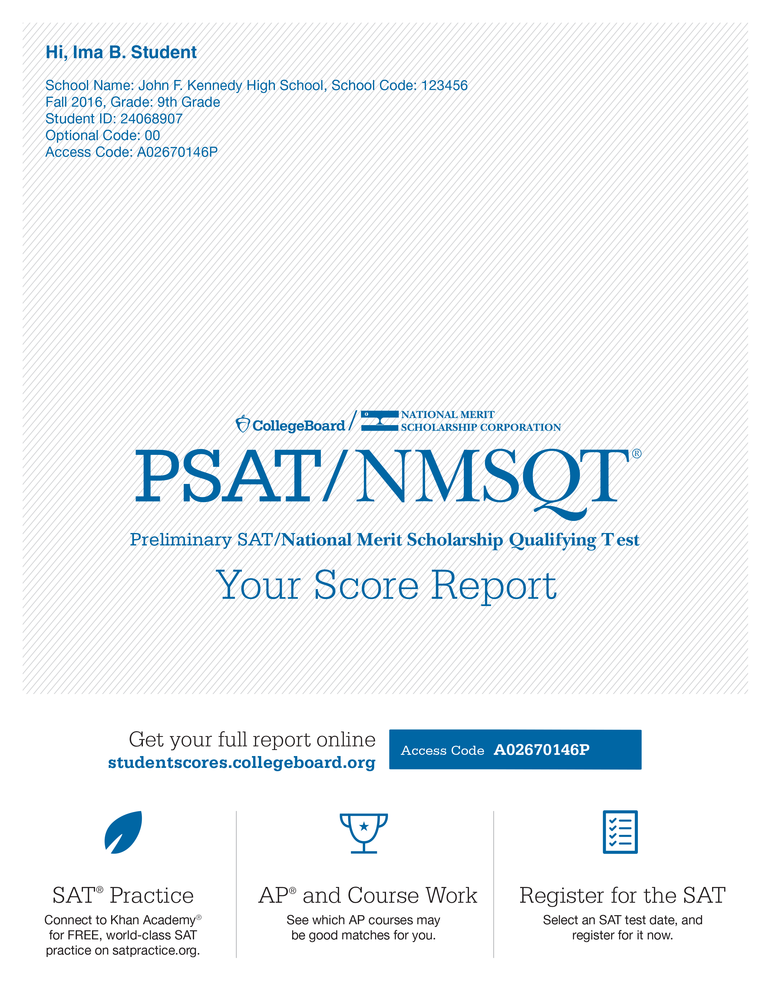 Hi, Ima B. Student
School Name: John F. Kennedy High School, School Code: 123456
Fall 2016, Grade: 9th Grade
Student ID: 24068907
Optional Code: 00
Access Code: A02670146P
CollegeBoard / NATIONAL MERIT
SCHOLARSHIP CORPORATION
PSAT/NMSQT®
Preliminary SAT/National Merit Scholarship Qualifying Test
Your Score Report
Get your full report online
studentscores.collegeboard.org
Access Code A02670146P
SAT® Practice
Connect to Khan Academy®
for FREE, world-class SAT
practice on satpractice.org.
AP® and Course Work
See which AP courses may
be good matches for you.
Register for the SAT
Select an SAT test date, and
register for it now.